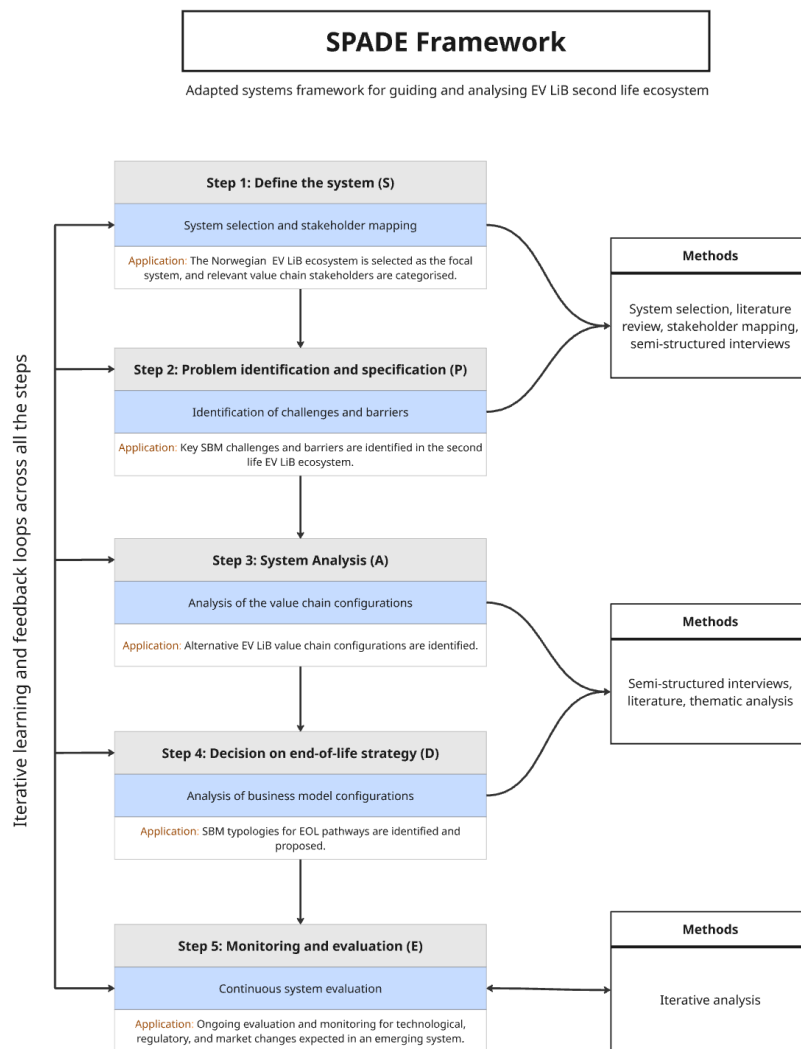 SPADE Framework
Adapted systems framework for guiding and analysing EV LiB second life ecosystem
Iterative learning and feedback loops across all the steps
Step 1: Define the system (S)
System selection and stakeholder mapping
Application: The Norwegian EV LiB ecosystem is selected as the focal
system, and relevant value chain stakeholders are categorised.
Methods
System selection, literature
review, stakeholder mapping,
semi-structured interviews
Step 2: Problem identification and specification (P)
Identification of challenges and barriers
Application: Key SBM challenges and barriers are identified in the second
life EV LiB ecosystem.
Step 3: System Analysis (A)
Analysis of the value chain configurations
Application: Alternative EV LiB value chain configurations are identified.
Methods
Semi-structured interviews,
literature, thematic analysis
Step 4: Decision on end-of-life strategy (D)
Analysis of business model configurations
Application: SBM typologies for EOL pathways are identified and
proposed.
Step 5: Monitoring and evaluation (E)
Continuous system evaluation
Application: Ongoing evaluation and monitoring for technological,
regulatory, and market changes expected in an emerging system.
Methods
Iterative analysis